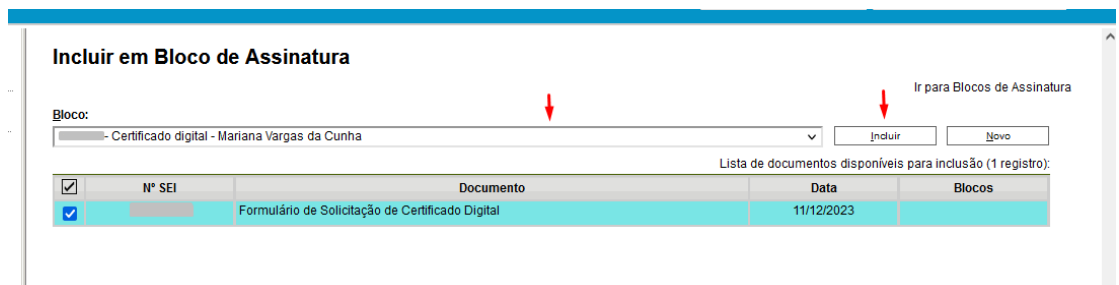 Incluir em Bloco de Assinatura
Ir para Blocos de Assinatura
Bloco:
- Certificado digital - Mariana Vargas da Cunha Incluir Novo
Lista de documentos disponíveis para inclusão (1 registro):
Nº SEI Documento Data Blocos
Formulário de Solicitação de Certificado Digital 11/12/2023